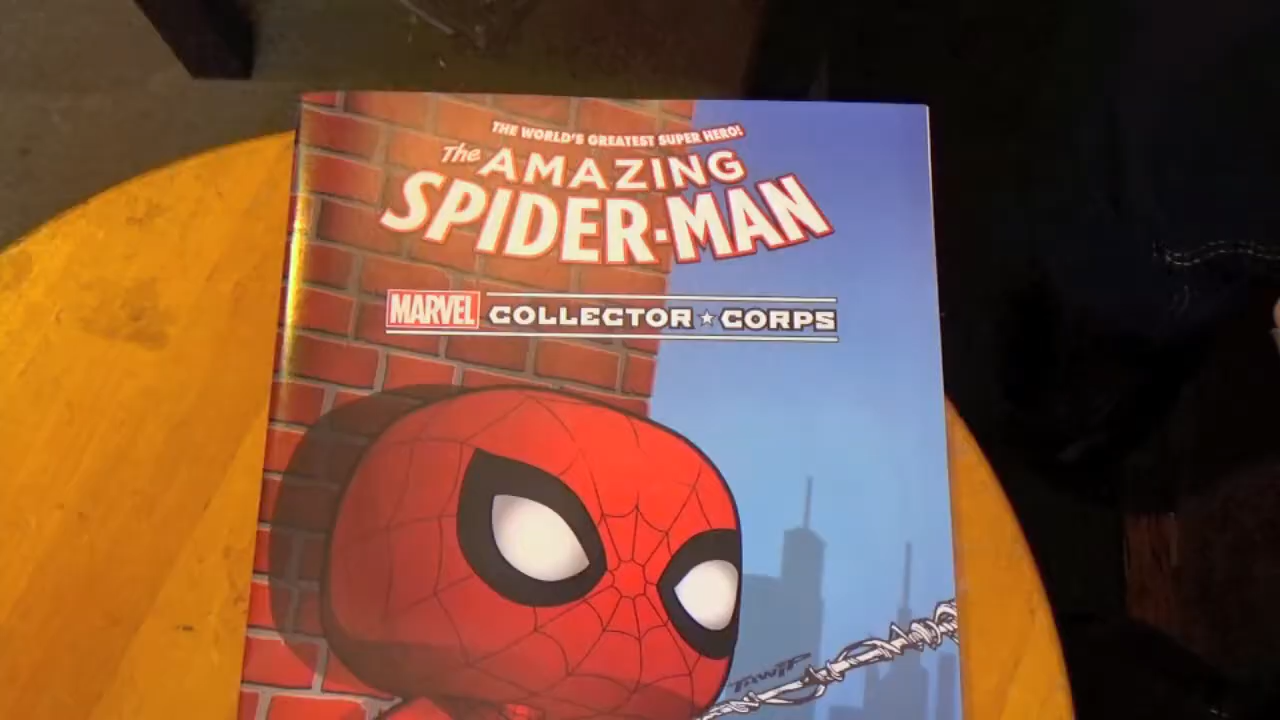 THE WORLD'S GREATEST SUPER HERO!
The AMAZING
SPIDER-MAN
MARVEL COLLECTOR ★ CORPS